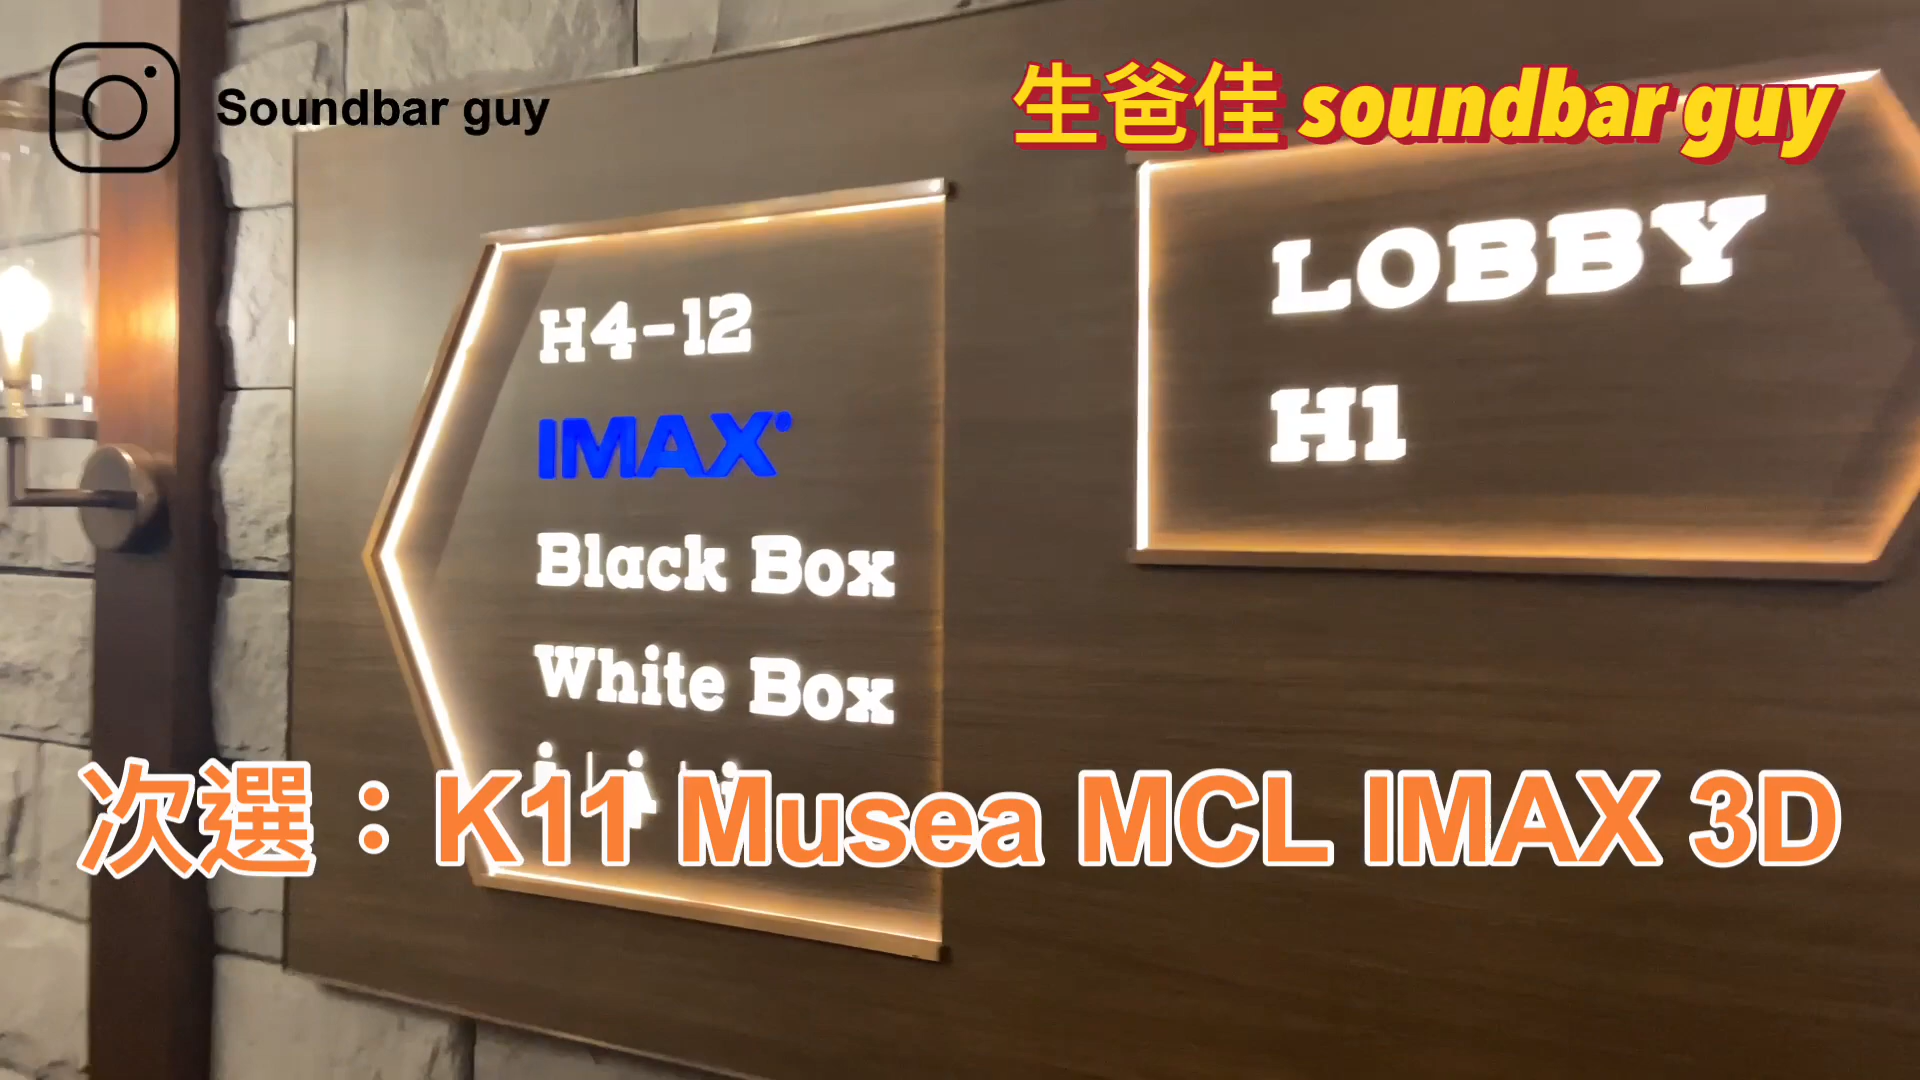 Soundbar guy
生爸佳 soundbar guy
H4-12
IMAX
Black Box
White Box
LOBBY
H1
次選：K11 Musea MCL IMAX 3D